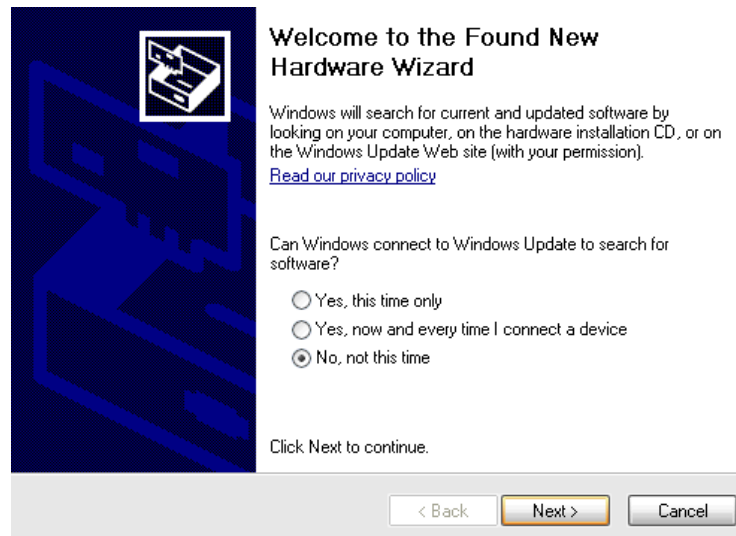 Welcome to the Found New
Hardware Wizard
Windows will search for current and updated software by
looking on your computer, on the hardware installation CD, or on
the Windows Update Web site (with your permission).
Read our privacy policy
Can Windows connect to Windows Update to search for
software?
Yes, this time only
Yes, now and every time I connect a device
No, not this time
Click Next to continue.
< Back
Next >
Cancel